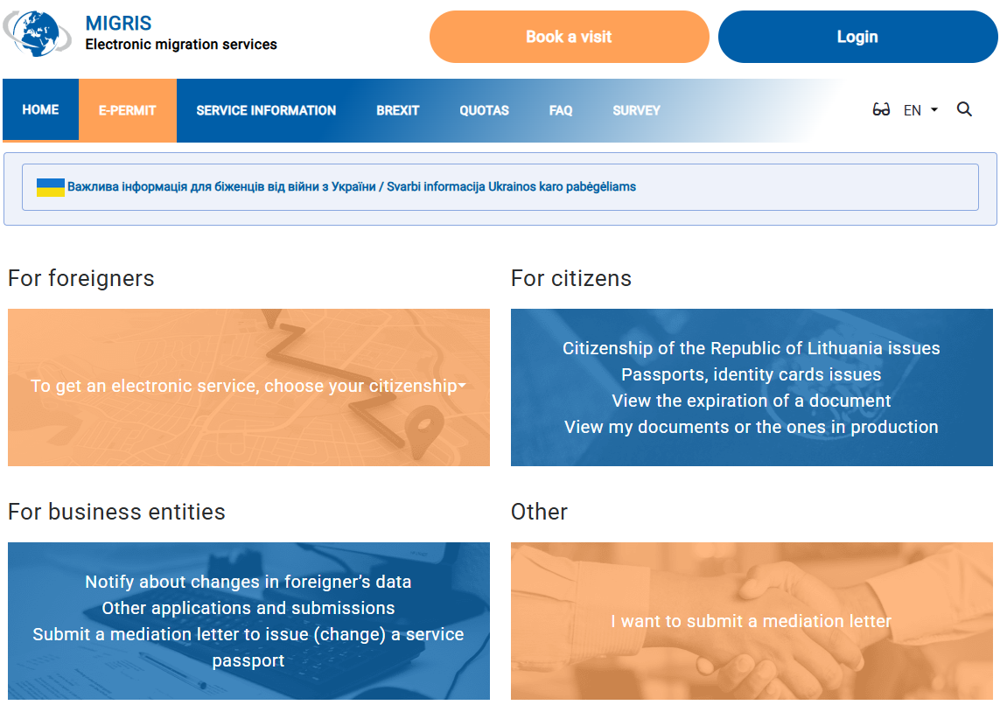 MIGRIS
Electronic migration services
Book a visit
Login
HOME
E-PERMIT
SERVICE INFORMATION
BREXIT
QUOTAS
FAQ
SURVEY
EN
Важлива інформація для біженців від війни з України / Svarbi informacija Ukrainos karo pabėgėliams
For foreigners
To get an electronic service, choose your citizenship
For citizens
Citizenship of the Republic of Lithuania issues
Passports, identity cards issues
View the expiration of a document
View my documents or the ones in production
For business entities
Notify about changes in foreigner’s data
Other applications and submissions
Submit a mediation letter to issue (change) a service
passport
Other
I want to submit a mediation letter